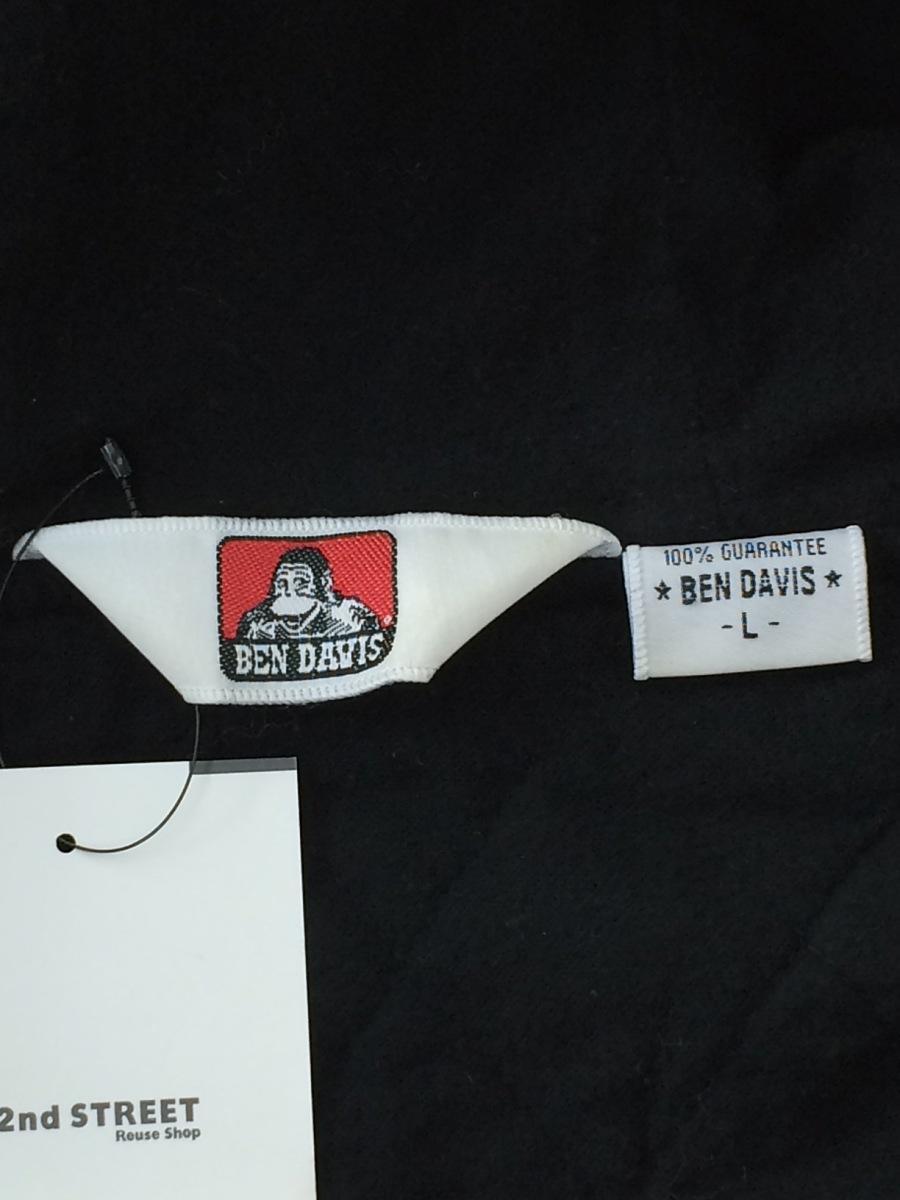 BEN DAVIS
®
100% GUARANTEE
★ BEN DAVIS ★
- L -
2nd STREET
Reuse Shop